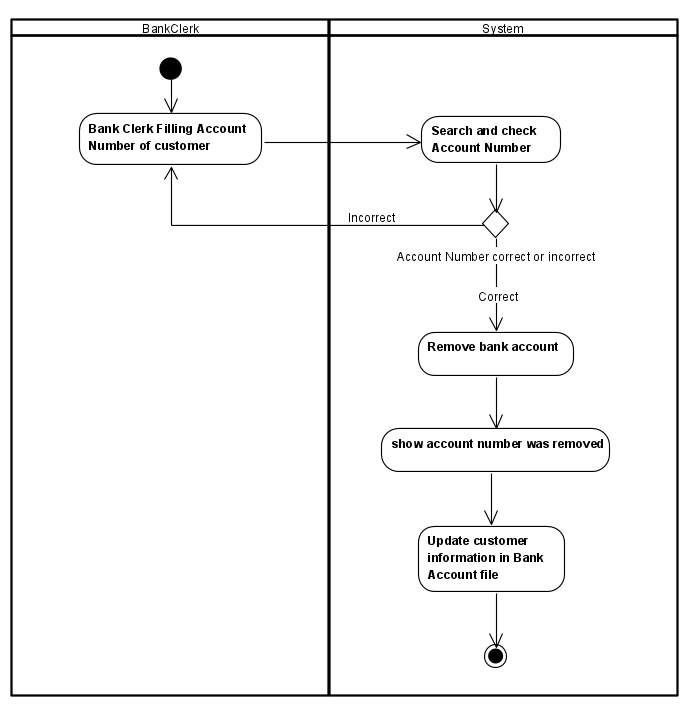 BankClerk
System
Bank Clerk Filling Account
Number of customer
Search and check
Account Number
Incorrect
Account Number correct or incorrect
Correct
Remove bank account
show account number was removed
Update customer
information in Bank
Account file